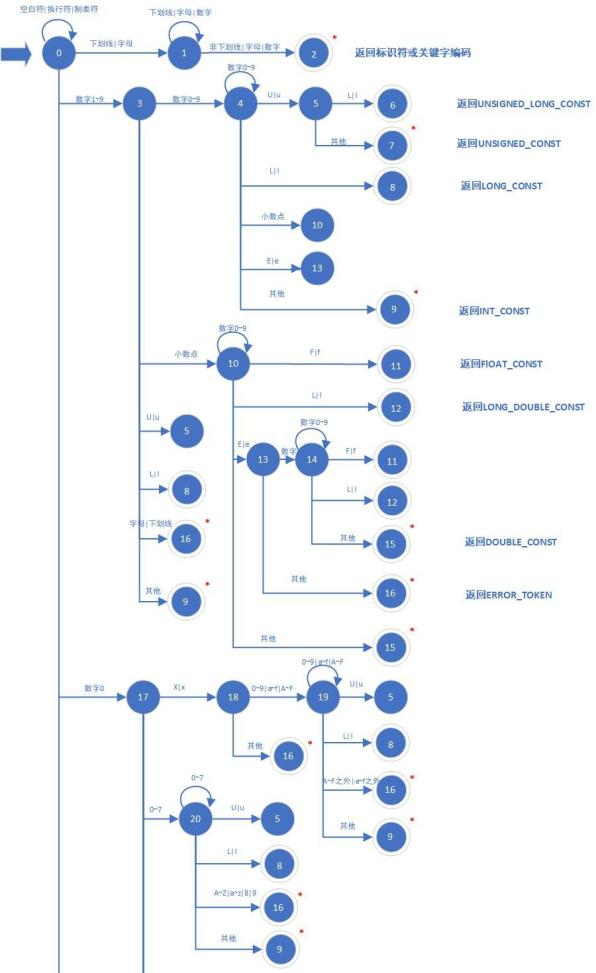 空白符|换行符|制表符
下划线|字母|数字
0
下划线|字母
1
非下划线|字母|数字
2
*
返回标识符或关键字编码
数字0~9
数字1~9
3
数字0~9
4
U|u
5
L|l
6
返回UNSIGNED_LONG_CONST
其他
7
*
返回UNSIGNED_CONST
L|l
8
返回LONG_CONST
小数点
10
E|e
13
其他
9
*
返回INT_CONST
数字0~9
小数点
10
F|f
11
返回FlOAT_CONST
L|l
12
返回LONG_DOUBLE_CONST
U|u
5
数字0~9
E|e
13
数字
14
F|f
11
L|l
8
L|l
12
字母|下划线
16
*
其他
15
*
返回DOUBLE_CONST
其他
9
*
其他
16
*
返回ERROR_TOKEN
其他
15
*
0~9|a~f|A~F
数字0
17
X|x
18
0~9|a~f|A~F
19
U|u
5
其他
16
*
L|l
8
A~F之外|a~f之外
16
*
0~7
0~7
20
U|u
5
其他
9
*
L|l
8
A~Z|a~z|8|9
16
*
其他
9
*